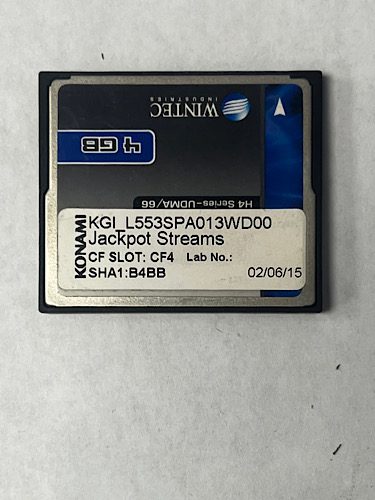 WINTEC
INDUSTRIES
4 GB
H4 Series-UDMA/66
KONAMI
KGI_L553SPA013WD00
Jackpot Streams
CF SLOT: CF4 Lab No.:
SHA1:B4BB 02/06/15